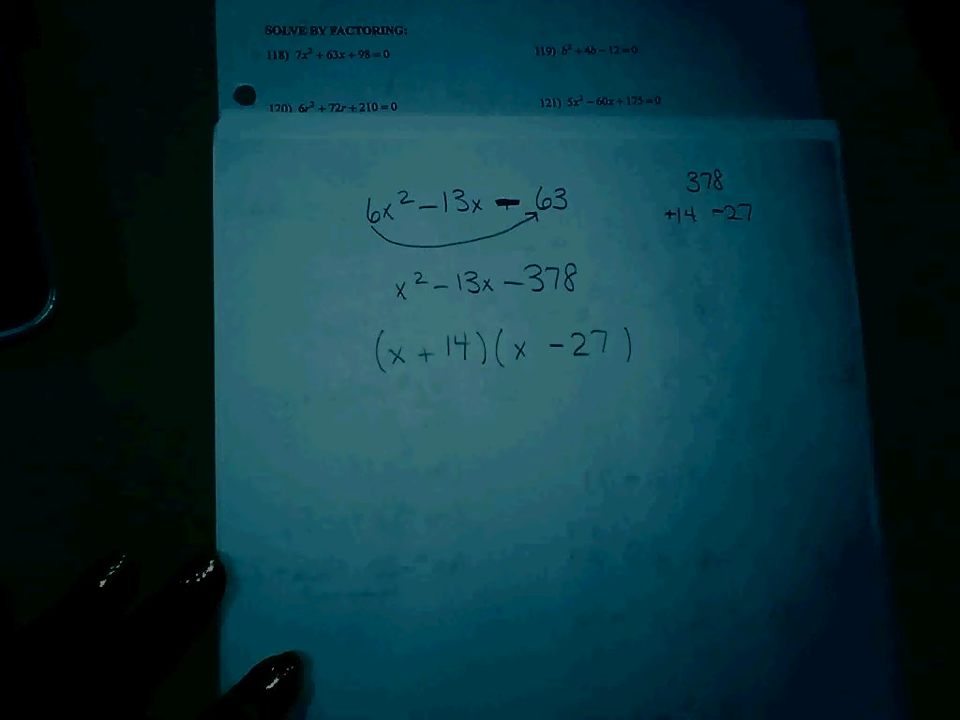 SOLVE BY FACTORING:
118) 7x² + 63x + 98 = 0
119) b² + 4b − 12 = 0
120) 6r² + 72r + 210 = 0
121) 5x² − 60x + 175 = 0
6x² − 13x − 63
378
+14 −27
x² − 13x − 378
(x + 14)(x − 27)